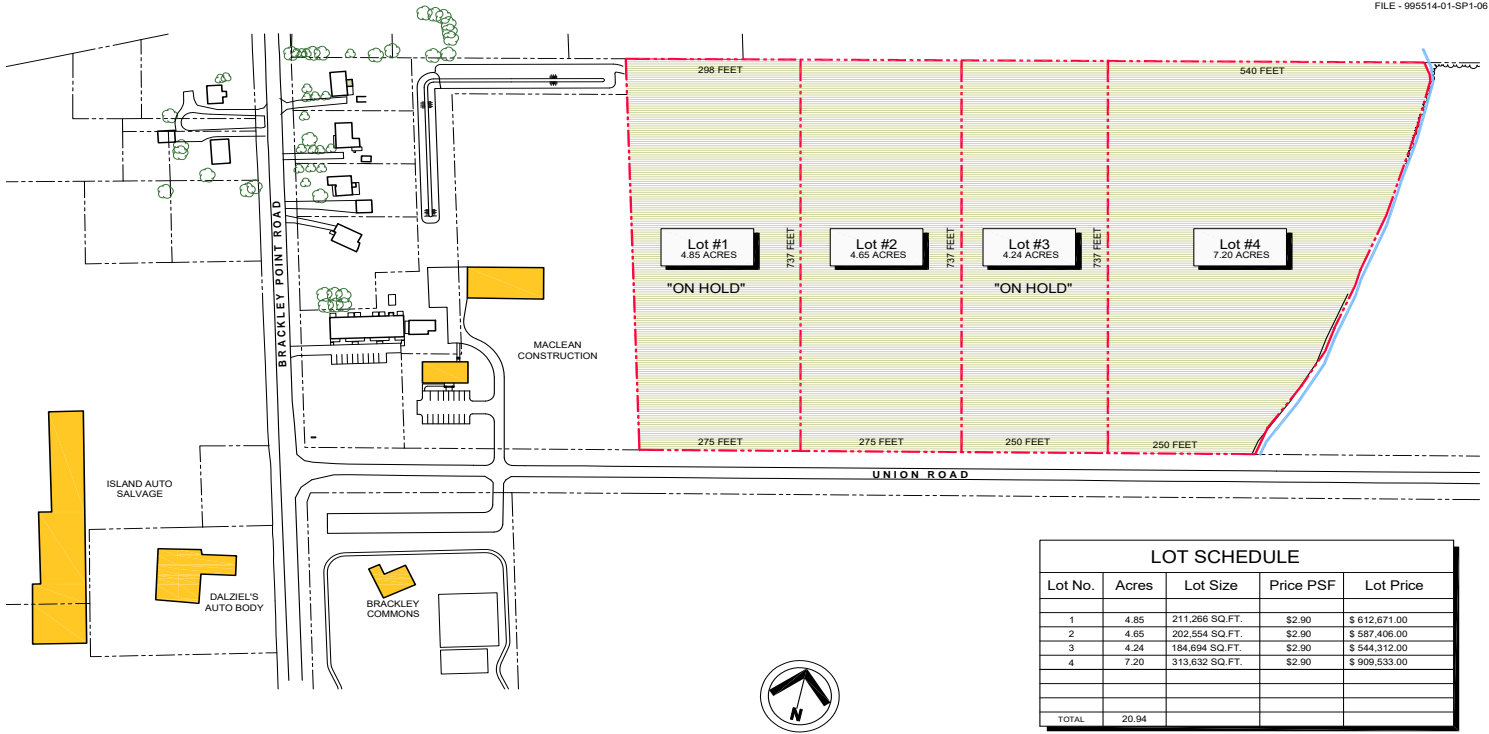 FILE - 995514-01-SP1-06
298 FEET
540 FEET
BRACKLEY POINT ROAD
Lot #1
4.85 ACRES
"ON HOLD"
737 FEET
Lot #2
4.65 ACRES
737 FEET
Lot #3
4.24 ACRES
"ON HOLD"
737 FEET
Lot #4
7.20 ACRES
MACLEAN
CONSTRUCTION
275 FEET
275 FEET
250 FEET
250 FEET
UNION ROAD
ISLAND AUTO
SALVAGE
DALZIEL'S
AUTO BODY
BRACKLEY
COMMONS
N
LOT SCHEDULE
Lot No. Acres Lot Size Price PSF Lot Price
1 4.85 211,266 SQ.FT. $2.90 $ 612,671.00
2 4.65 202,554 SQ.FT. $2.90 $ 587,406.00
3 4.24 184,694 SQ.FT. $2.90 $ 544,312.00
4 7.20 313,632 SQ.FT. $2.90 $ 909,533.00
TOTAL 20.94